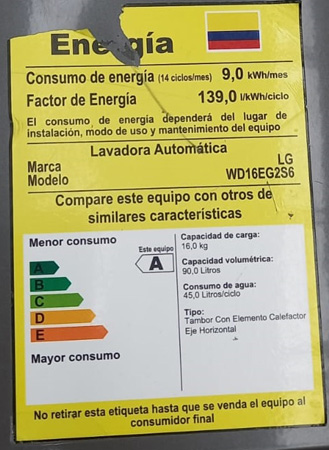 Energía
Consumo de energía (14 ciclos/mes) 9,0 kWh/mes
Factor de Energía 139,0 l/kWh/ciclo
El consumo de energía dependerá del lugar de
instalación, modo de uso y mantenimiento del equipo
Lavadora Automática
Marca LG
Modelo WD16EG2S6
Compare este equipo con otros de
similares características
Menor consumo
Este equipo
A
A
B
C
D
E
Mayor consumo
Capacidad de carga:
16,0 kg
Capacidad volumétrica:
90,0 Litros
Consumo de agua:
45,0 Litros/ciclo
Tipo:
Tambor Con Elemento Calefactor
Eje Horizontal
No retirar esta etiqueta hasta que se venda el equipo al
consumidor final